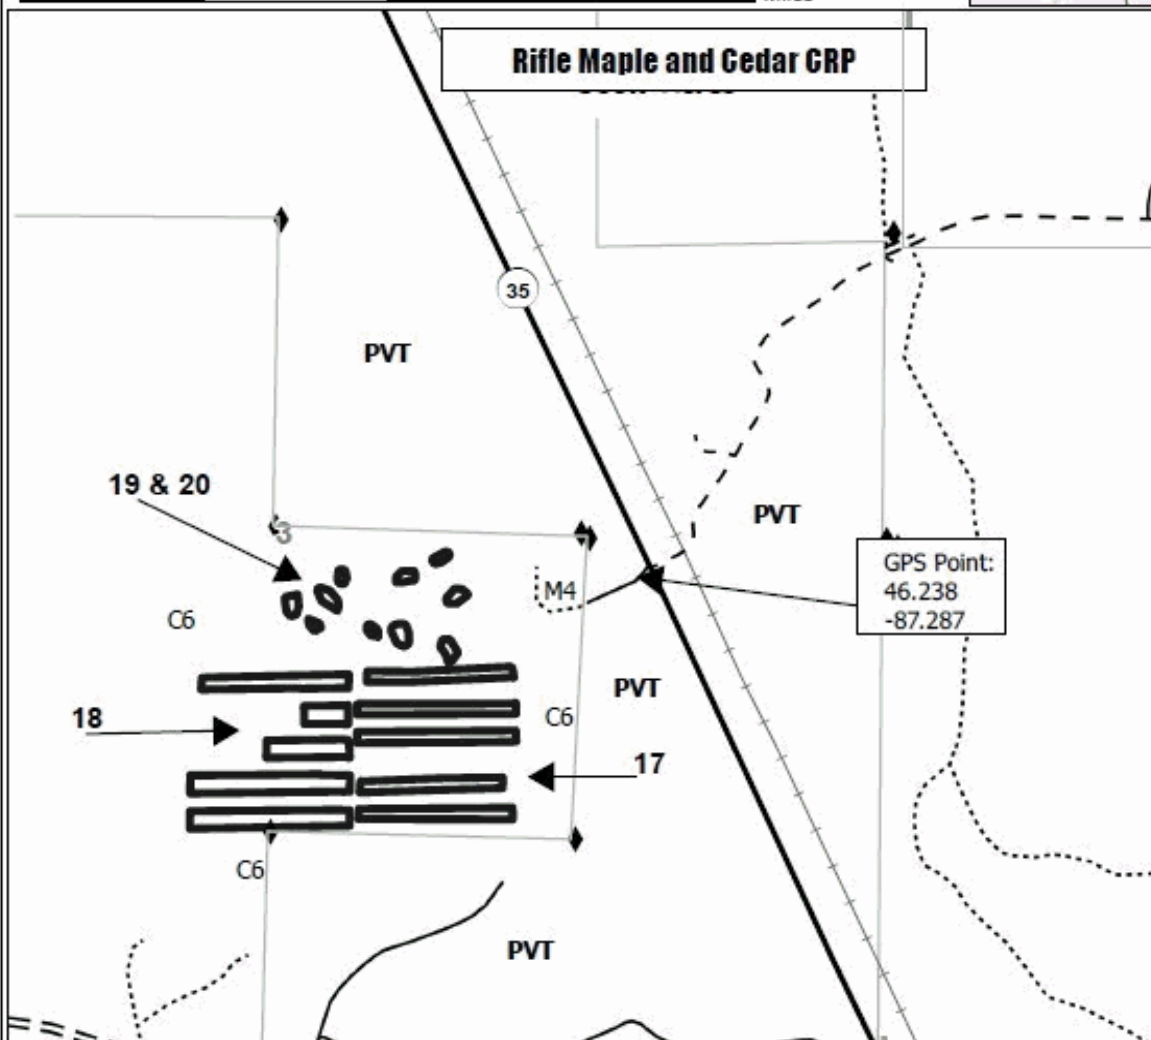 Rifle Maple and Cedar CRP
35
PVT
19 & 20
3
PVT
GPS Point:
46.238
-87.287
M4
C6
PVT
18
C6
17
C6
PVT